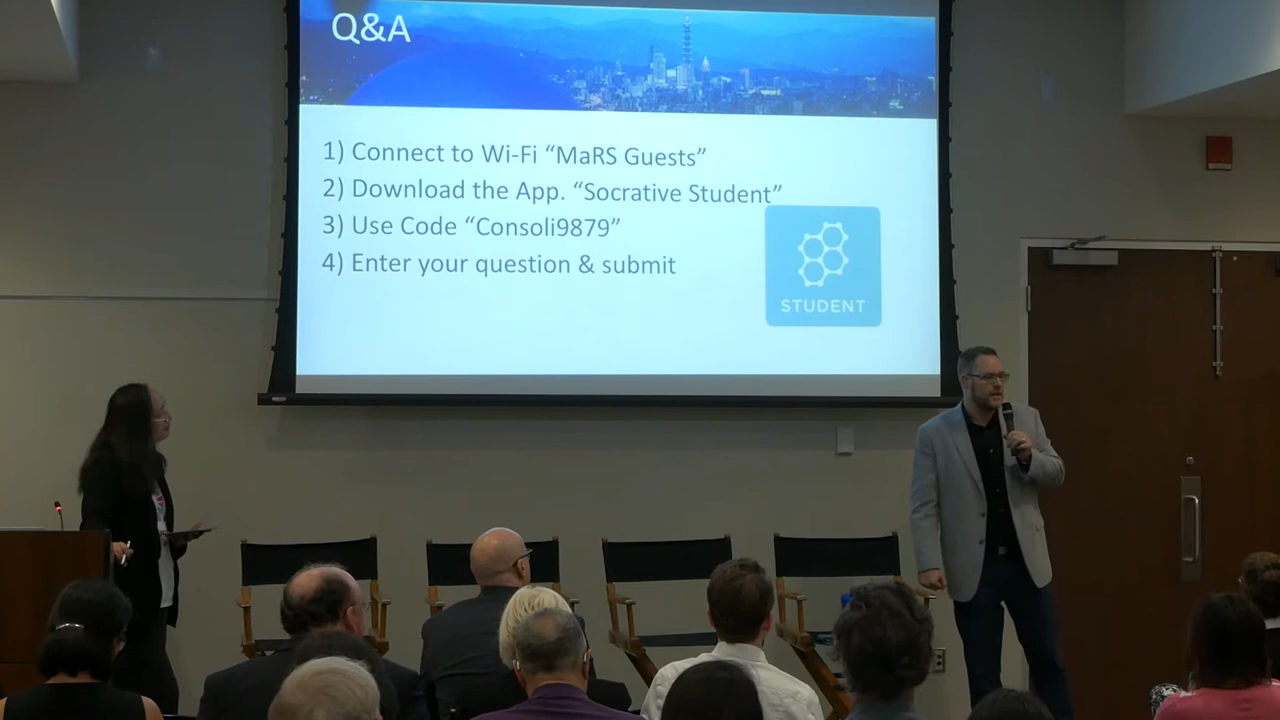 Q&A
1) Connect to Wi-Fi “MaRS Guests”
2) Download the App. “Socrative Student”
3) Use Code “Consoli9879”
4) Enter your question & submit
STUDENT